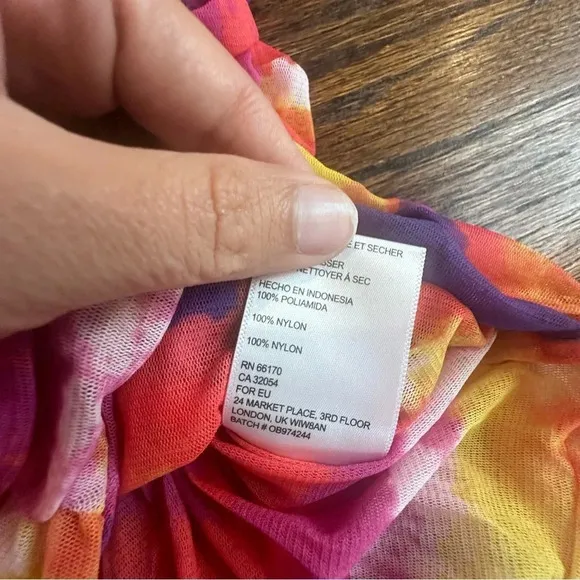 ET SECHER
NETTOYER À SEC
HECHO EN INDONESIA
100% POLIAMIDA
100% NYLON
100% NYLON
RN 66170
CA 32054
FOR EU
24 MARKET PLACE, 3RD FLOOR
LONDON, UK W1W8AN
BATCH # OB974244